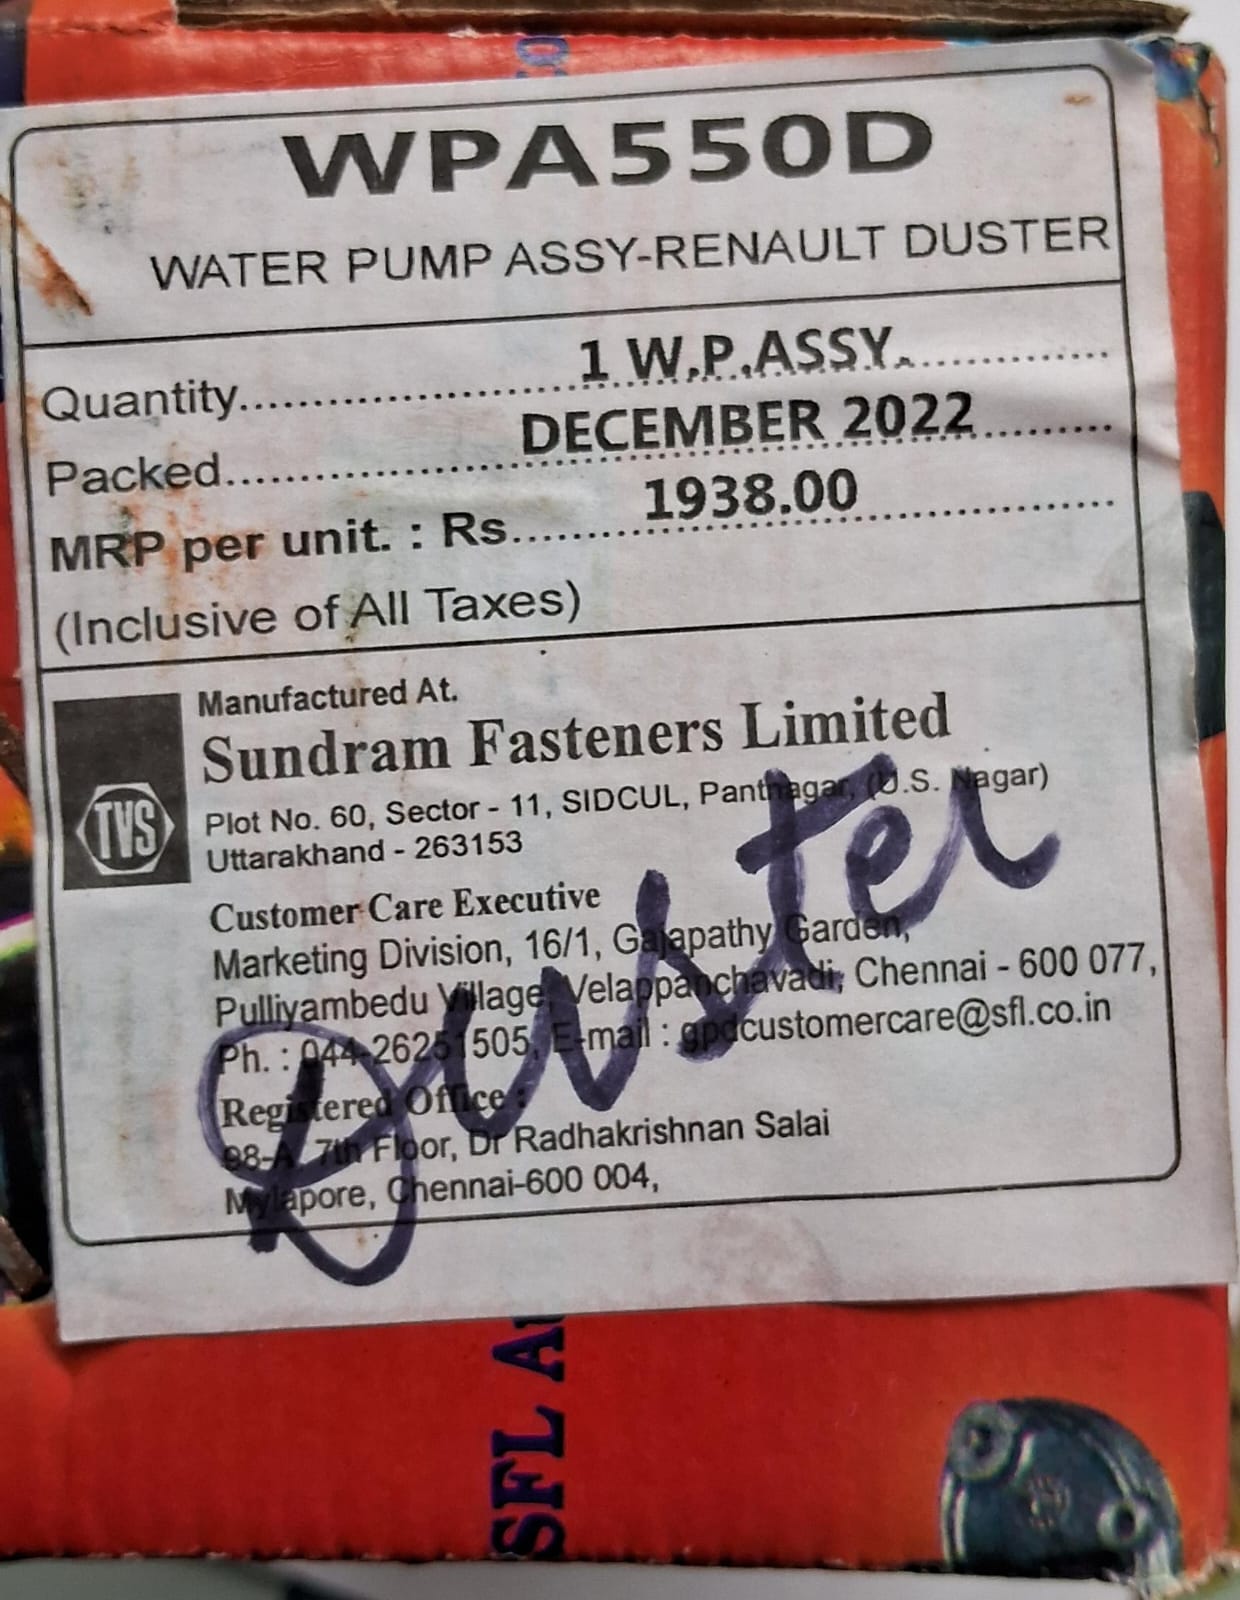 WPA550D
WATER PUMP ASSY-RENAULT DUSTER
Quantity 1 W.P.ASSY.
Packed DECEMBER 2022
MRP per unit. : Rs 1938.00
(Inclusive of All Taxes)
Manufactured At.
Sundram Fasteners Limited
TVS
Plot No. 60, Sector - 11, SIDCUL, Pantnagar, (U.S. Nagar)
Uttarakhand - 263153
Customer Care Executive
Marketing Division, 16/1, Gajapathy Garden,
Pulliyambedu Village, Velappanchavadi, Chennai - 600 077,
Ph. : 044-26251505, E-mail : gpdcustomercare@sfl.co.in
Registered Office :
98-A, 7th Floor, Dr Radhakrishnan Salai
Mylapore, Chennai-600 004,
Duster
SFL